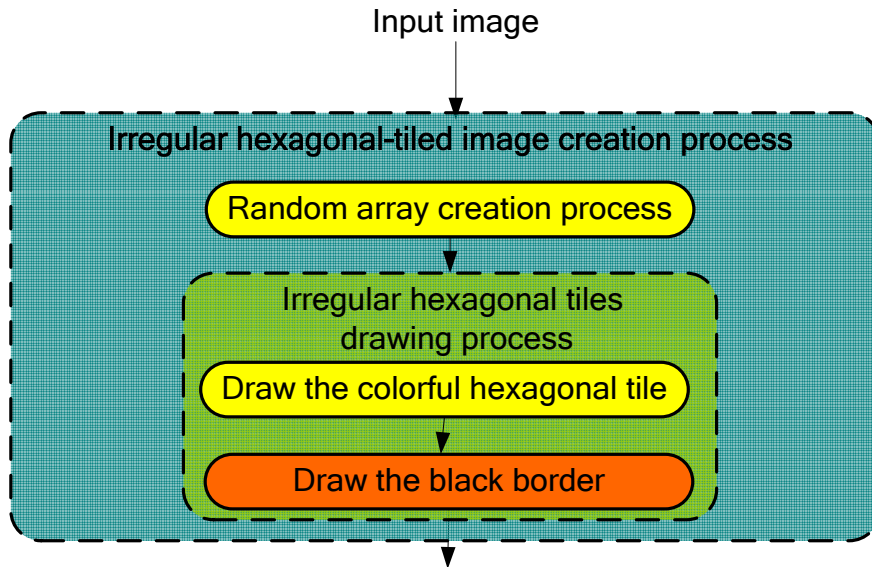 Input image
Irregular hexagonal-tiled image creation process
Random array creation process
Irregular hexagonal tiles
drawing process
Draw the colorful hexagonal tile
Draw the black border